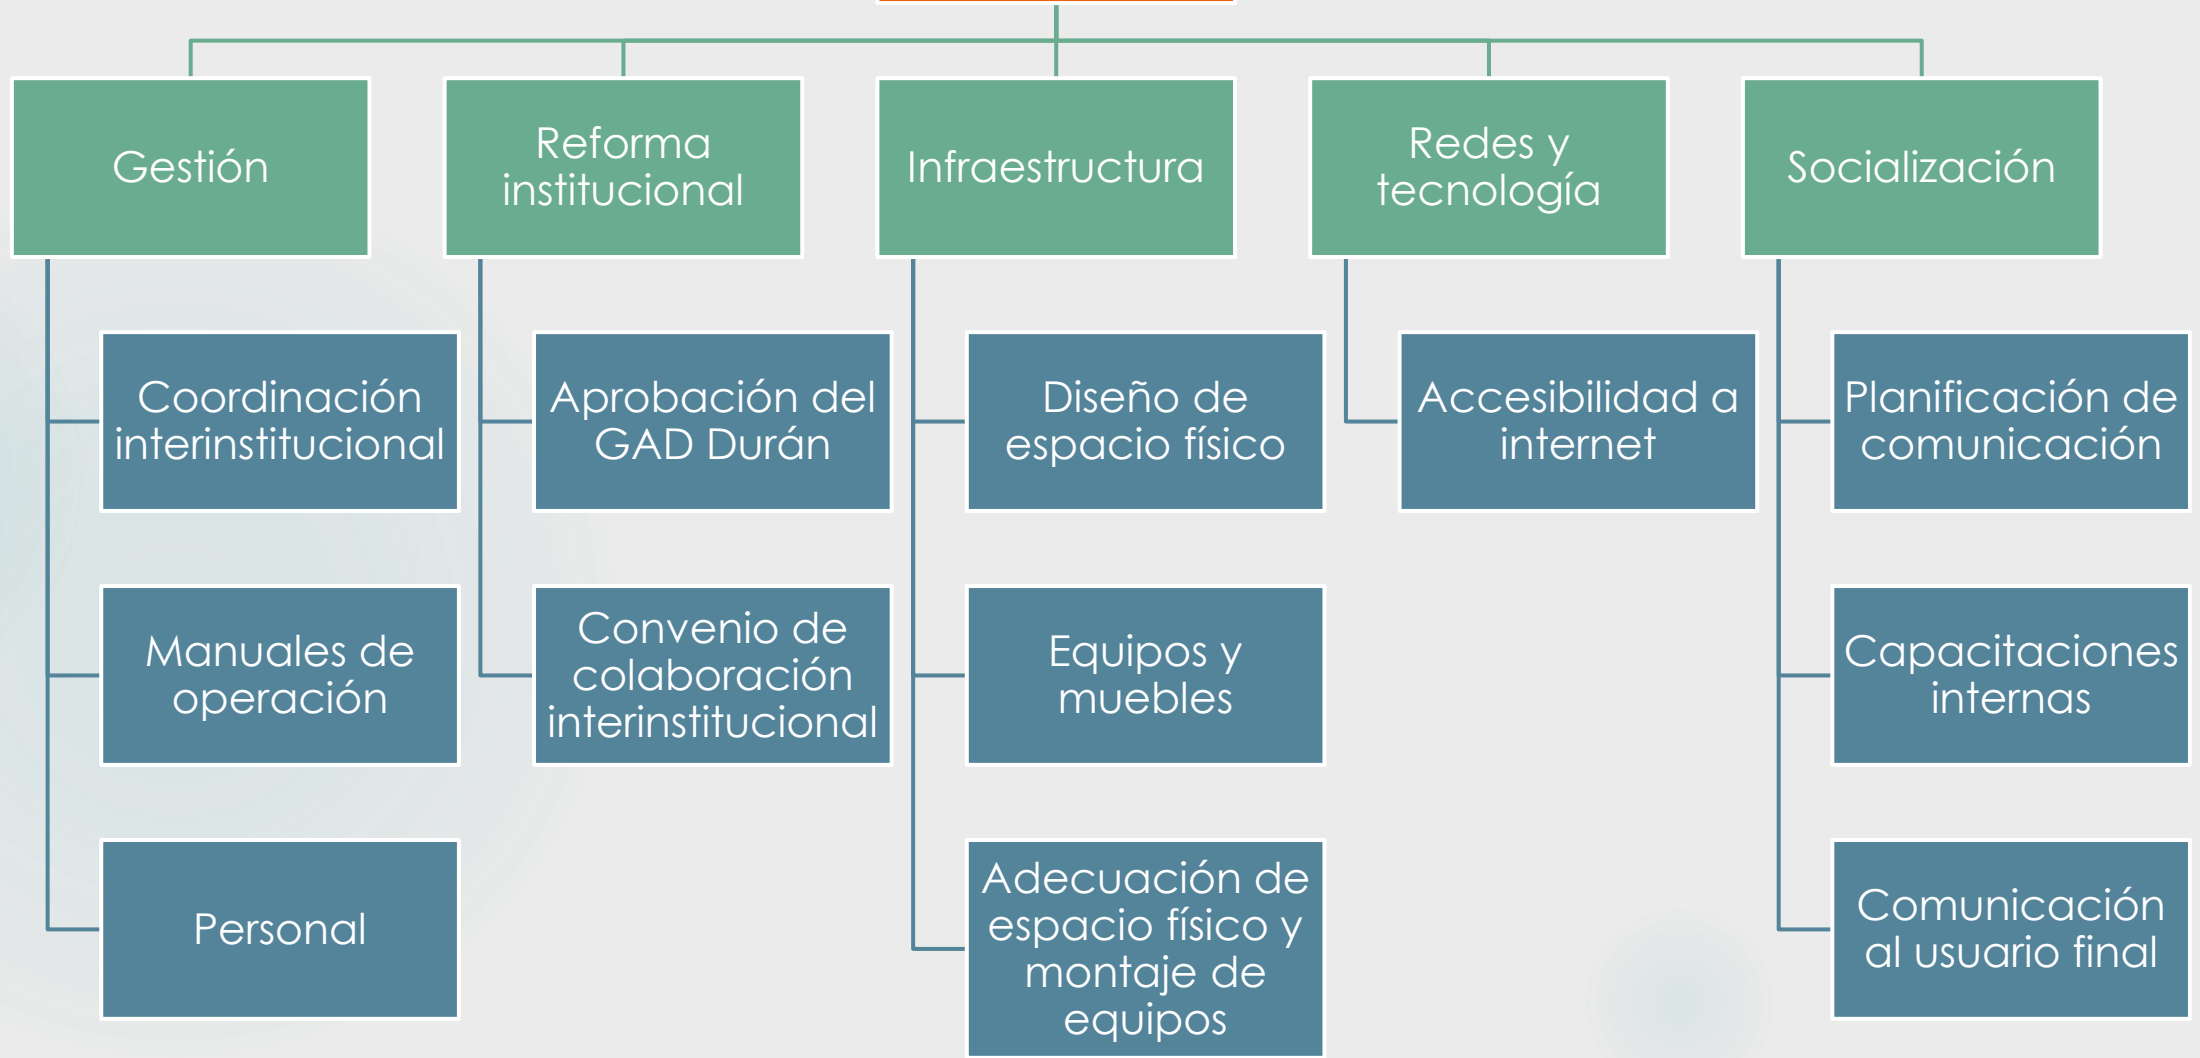 Gestión
Reforma
institucional
Infraestructura
Redes y
tecnología
Socialización
Coordinación
interinstitucional
Aprobación del
GAD Durán
Diseño de
espacio físico
Accesibilidad a
internet
Planificación de
comunicación
Manuales de
operación
Convenio de
colaboración
interinstitucional
Equipos y
muebles
Capacitaciones
internas
Personal
Adecuación de
espacio físico y
montaje de
equipos
Comunicación
al usuario final